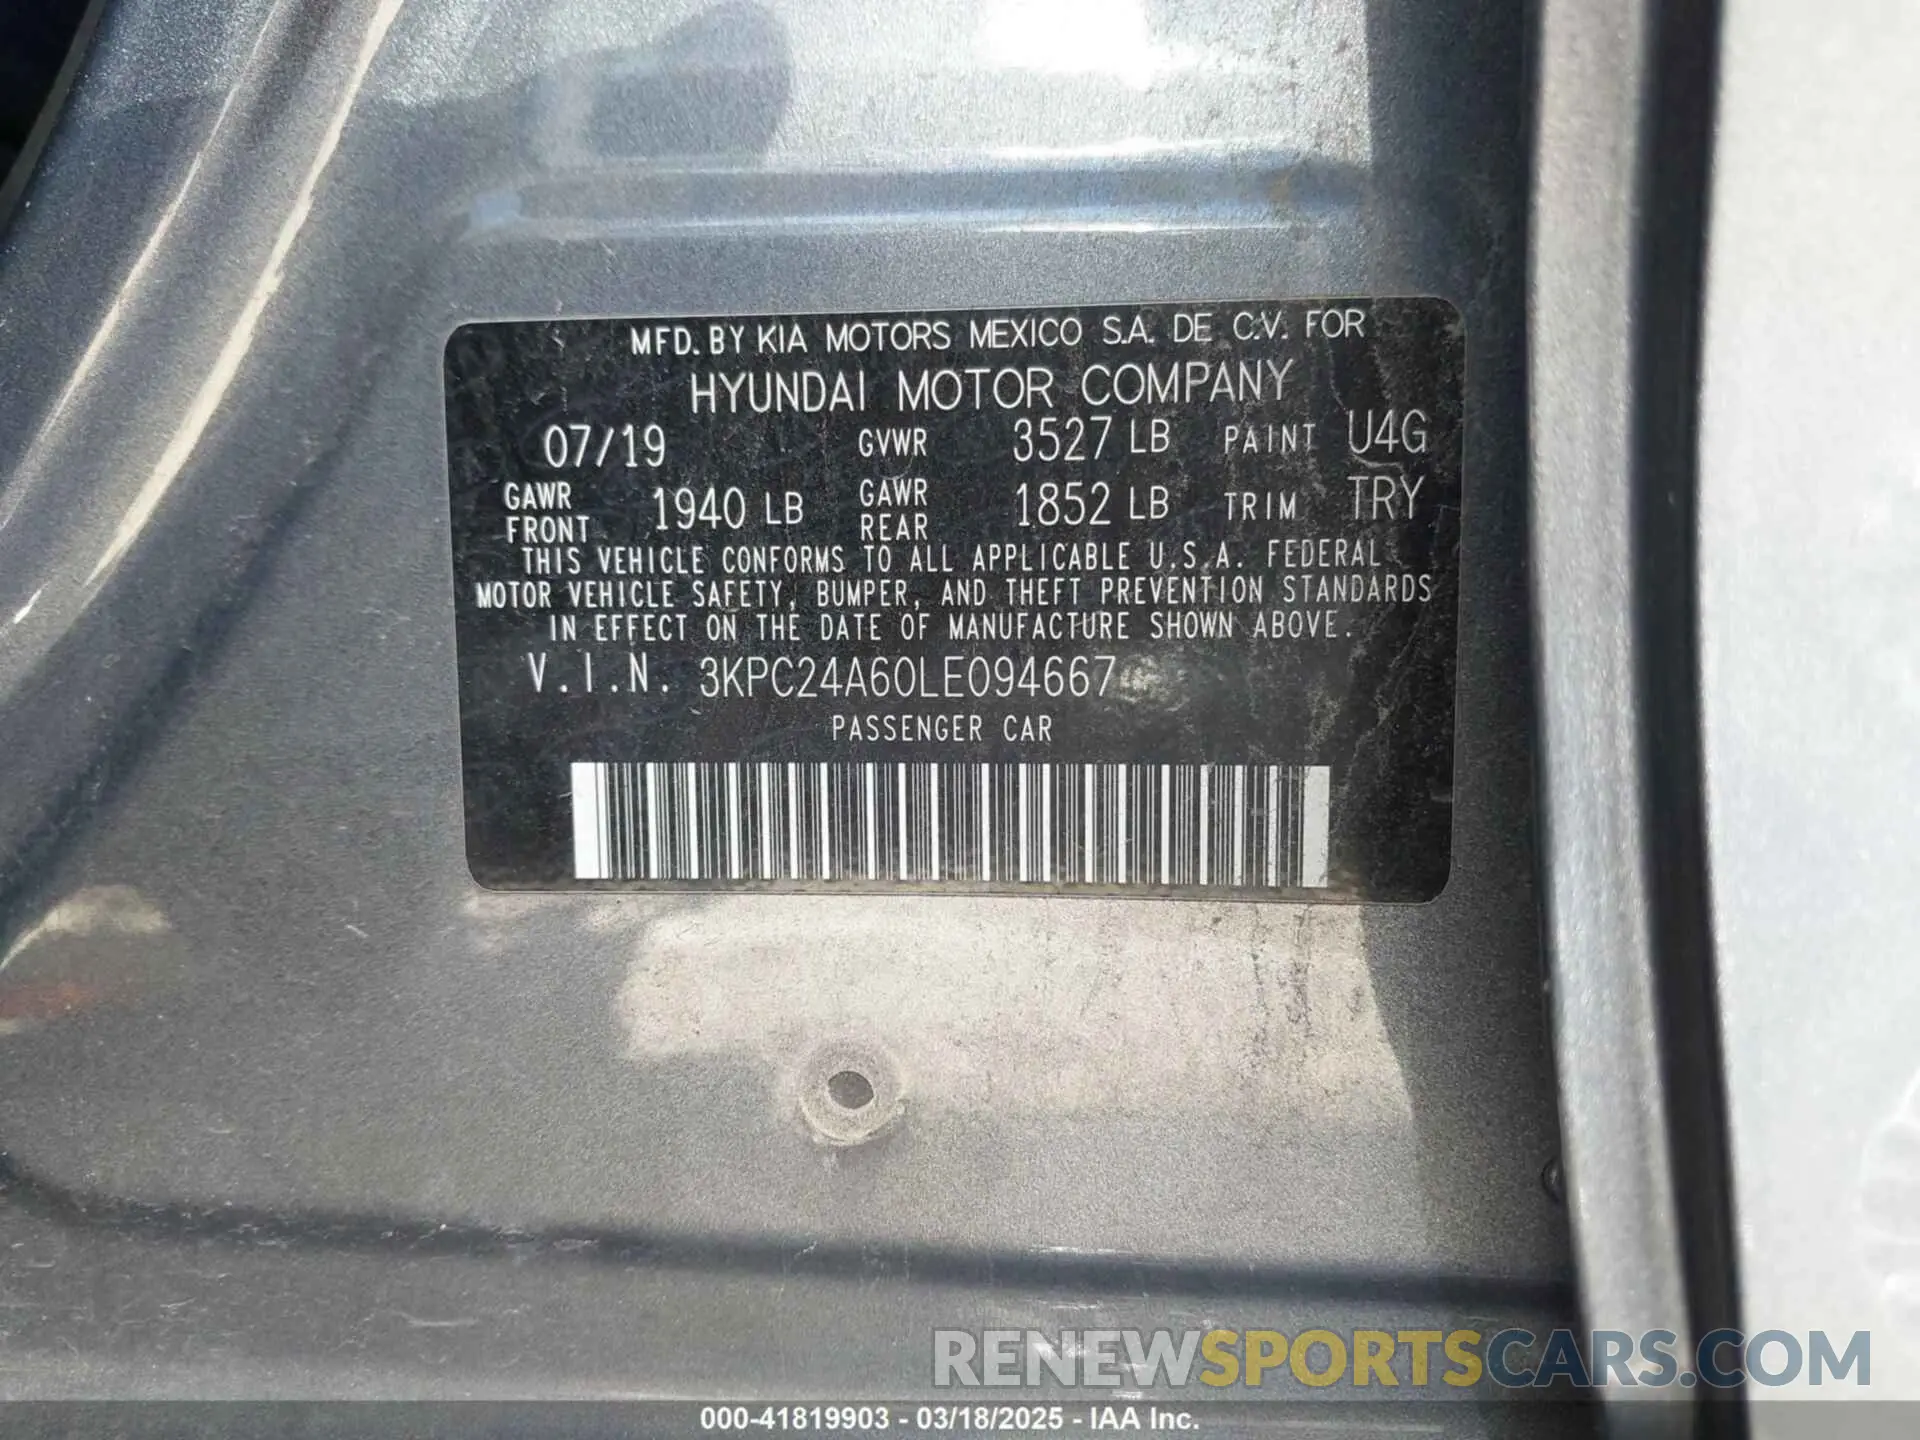 MFD. BY KIA MOTORS MEXICO S.A. DE C.V. FOR
HYUNDAI MOTOR COMPANY
07/19 GVWR 3527 LB PAINT U4G
GAWR FRONT 1940 LB GAWR REAR 1852 LB TRIM TRY
THIS VEHICLE CONFORMS TO ALL APPLICABLE U.S.A. FEDERAL
MOTOR VEHICLE SAFETY, BUMPER, AND THEFT PREVENTION STANDARDS
IN EFFECT ON THE DATE OF MANUFACTURE SHOWN ABOVE.
V.I.N. 3KPC24A60LE094667
PASSENGER CAR
RENEWSPORTSCARS.COM
000-41819903 - 03/18/2025 - IAA Inc.